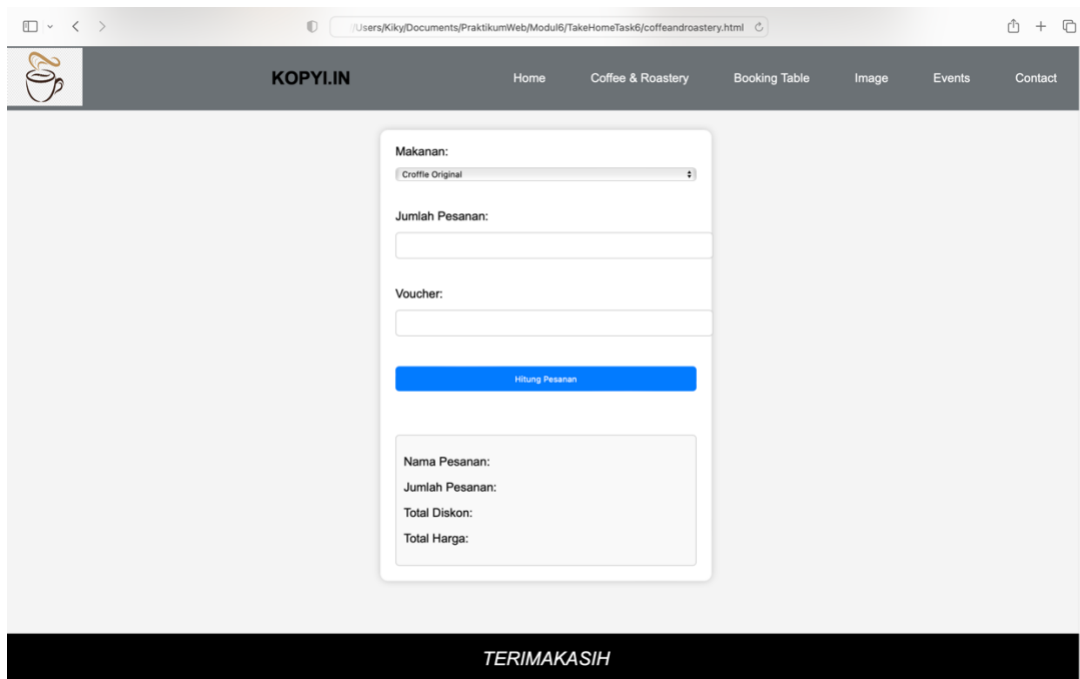 //Users/Kiky/Documents/PraktikumWeb/Modul6/TakeHomeTask6/coffeandroastery.html
KOPYI.IN Home Coffee & Roastery Booking Table Image Events Contact
Makanan:
Croffle Original
Jumlah Pesanan:
Voucher:
Hitung Pesanan
Nama Pesanan:
Jumlah Pesanan:
Total Diskon:
Total Harga:
TERIMAKASIH